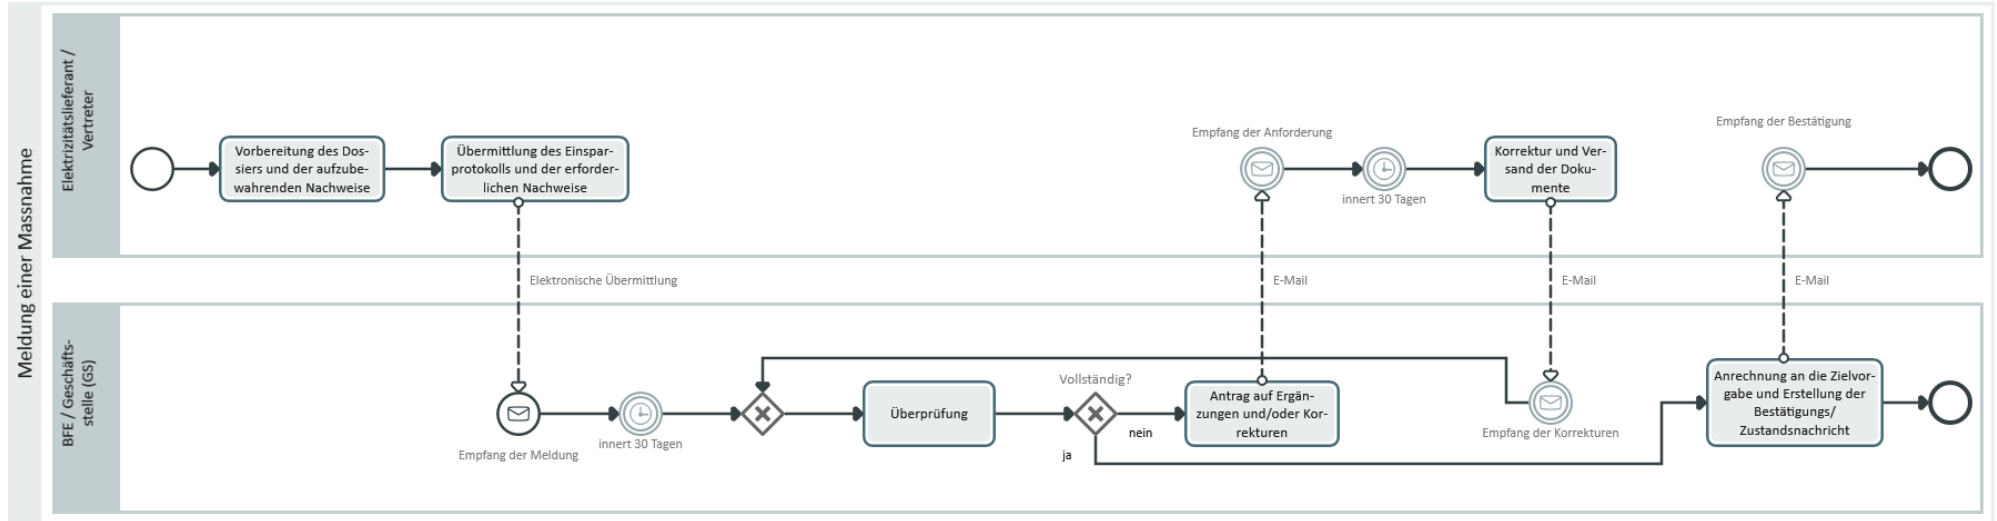 Meldung einer Massnahme
Elektrizitätslieferant /
Vertreter
Vorbereitung des Dos-
siers und der aufzube-
wahrenden Nachweise
Übermittlung des Einspar-
protokolls und der erforder-
lichen Nachweise
Empfang der Anforderung
innert 30 Tagen
Korrektur und Ver-
sand der Doku-
mente
Empfang der Bestätigung
Elektronische Übermittlung
E-Mail
E-Mail
E-Mail
BFE / Geschäfts-
stelle (GS)
Empfang der Meldung
innert 30 Tagen
Überprüfung
Vollständig?
nein
ja
Antrag auf Ergän-
zungen und/oder Kor-
rekturen
Empfang der Korrekturen
Anrechnung an die Zielvor-
gabe und Erstellung der
Bestätigungs/
Zustandsnachricht